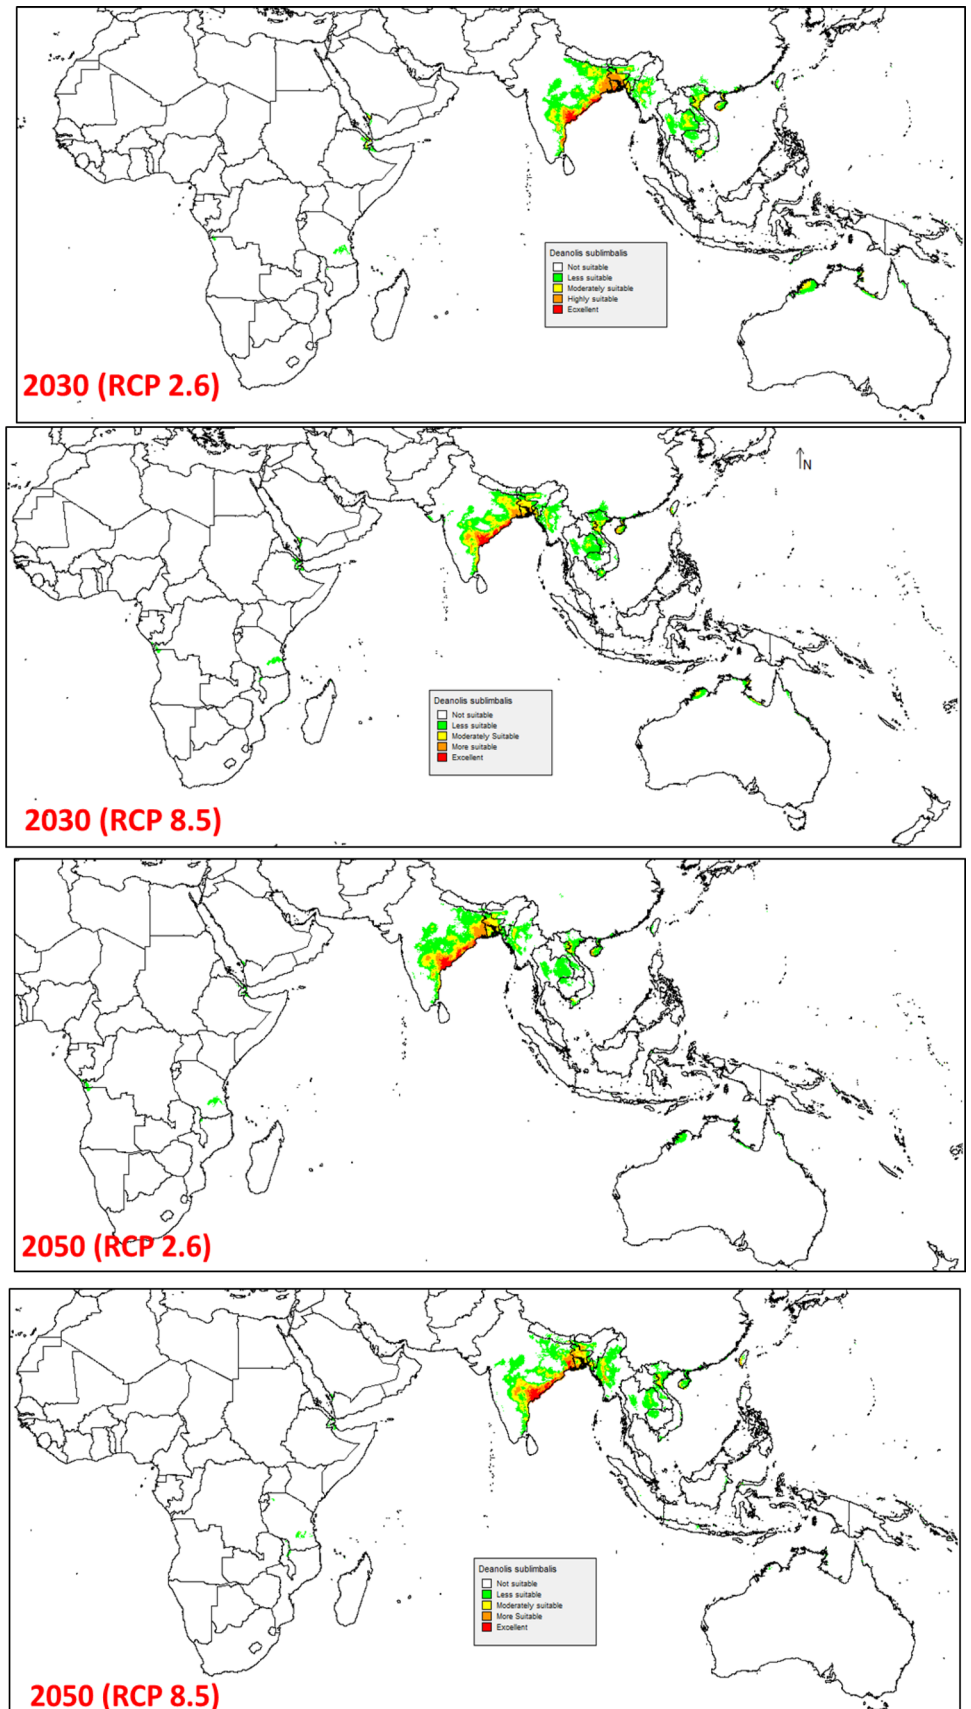 Deanolis sublimbalis
Not suitable
Less suitable
Moderately suitable
Highly suitable
Ecxellent
2030 (RCP 2.6)
N
Deanolis sublimbalis
Not suitable
Less suitable
Moderately Suitable
More suitable
Excellent
2030 (RCP 8.5)
2050 (RCP 2.6)
Deanolis sublimbalis
Not suitable
Less suitable
Moderately suitable
More Suitable
Excellent
2050 (RCP 8.5)